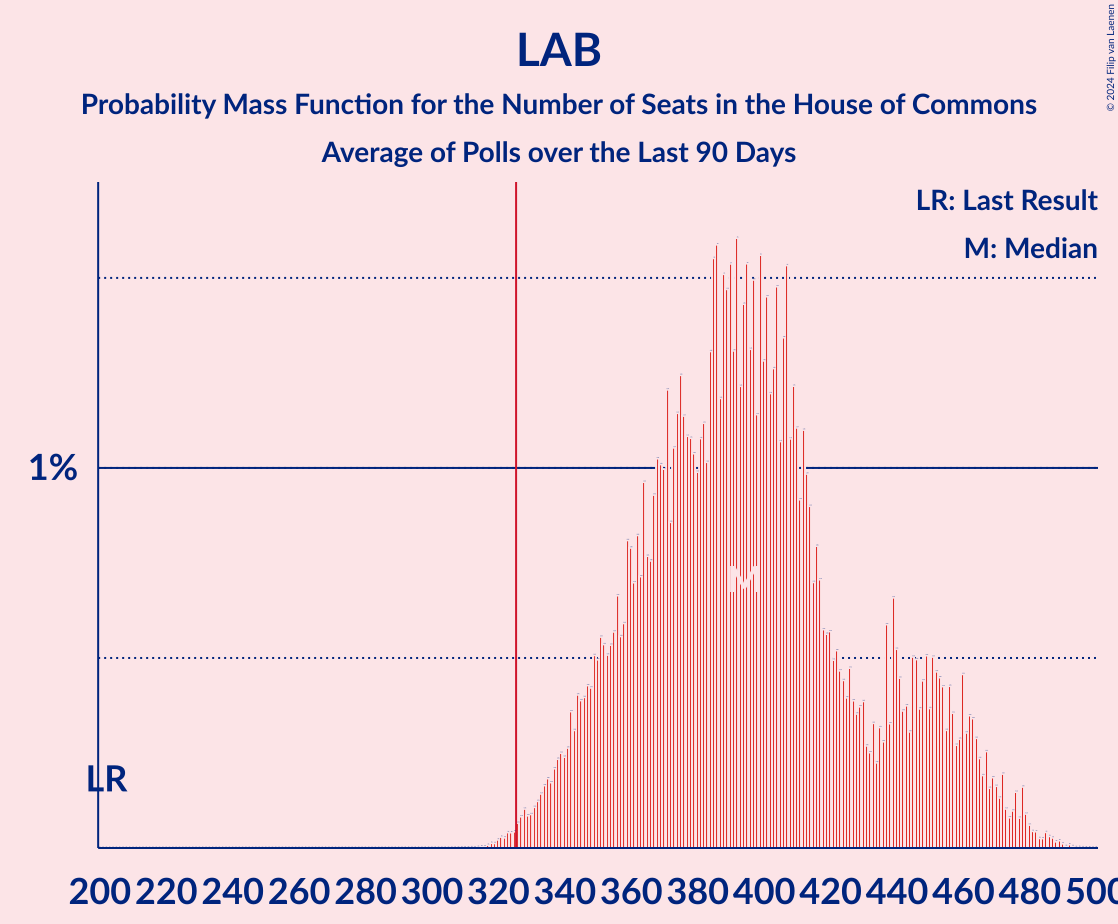 LAB
Probability Mass Function for the Number of Seats in the House of Commons
Average of Polls over the Last 90 Days
© 2024 Filip van Laenen
LR: Last Result
M: Median
1%
M
LR
200 220 240 260 280 300 320 340 360 380 400 420 440 460 480 500